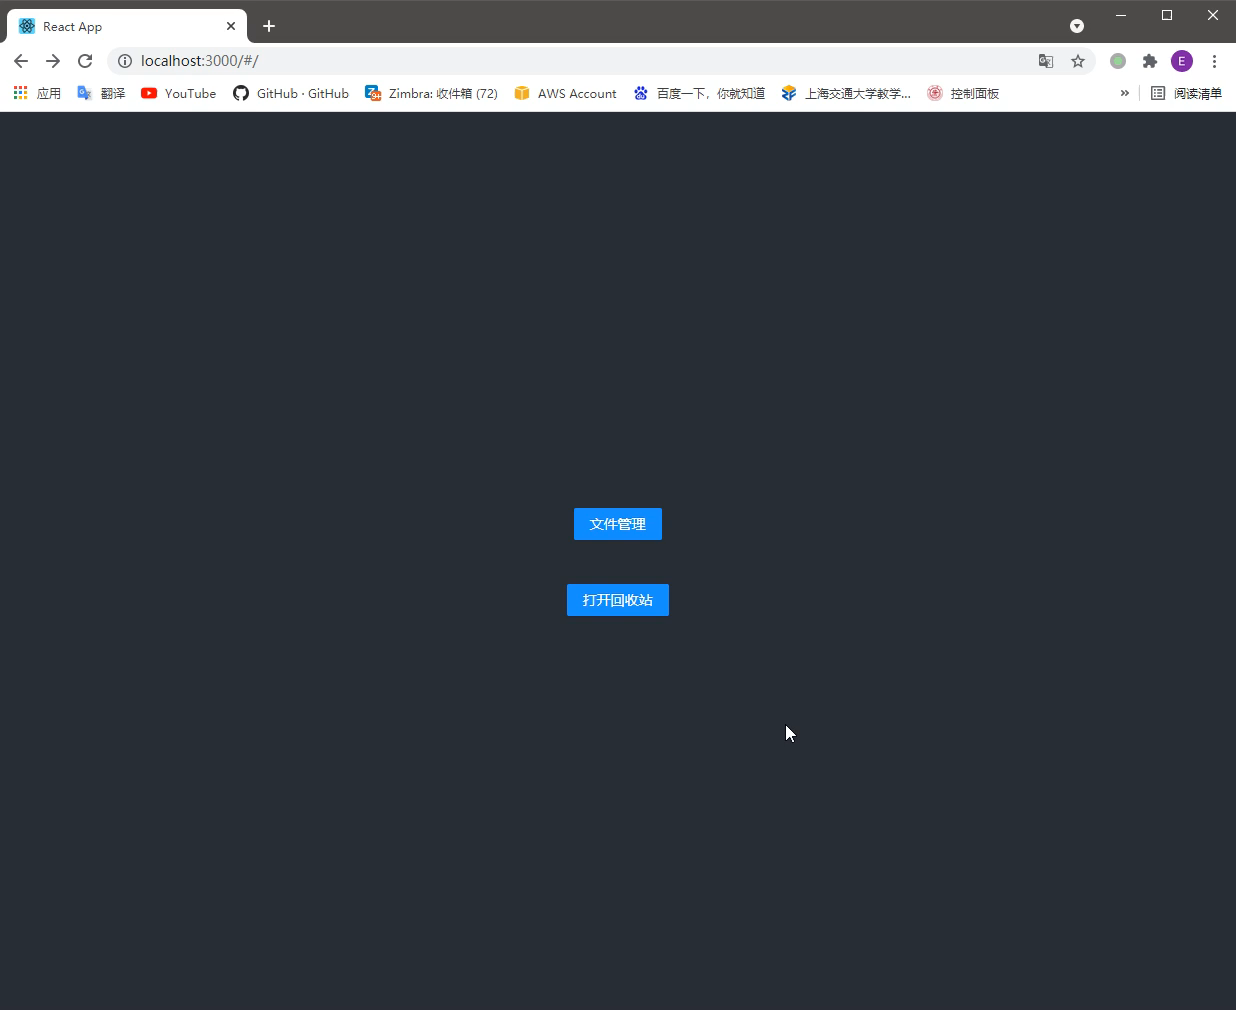 React App
localhost:3000/#/
E
应用 翻译 YouTube GitHub · GitHub Zimbra: 收件箱 (72) AWS Account 百度一下，你就知道 上海交通大学教学... 控制面板 » 阅读清单
文件管理
打开回收站